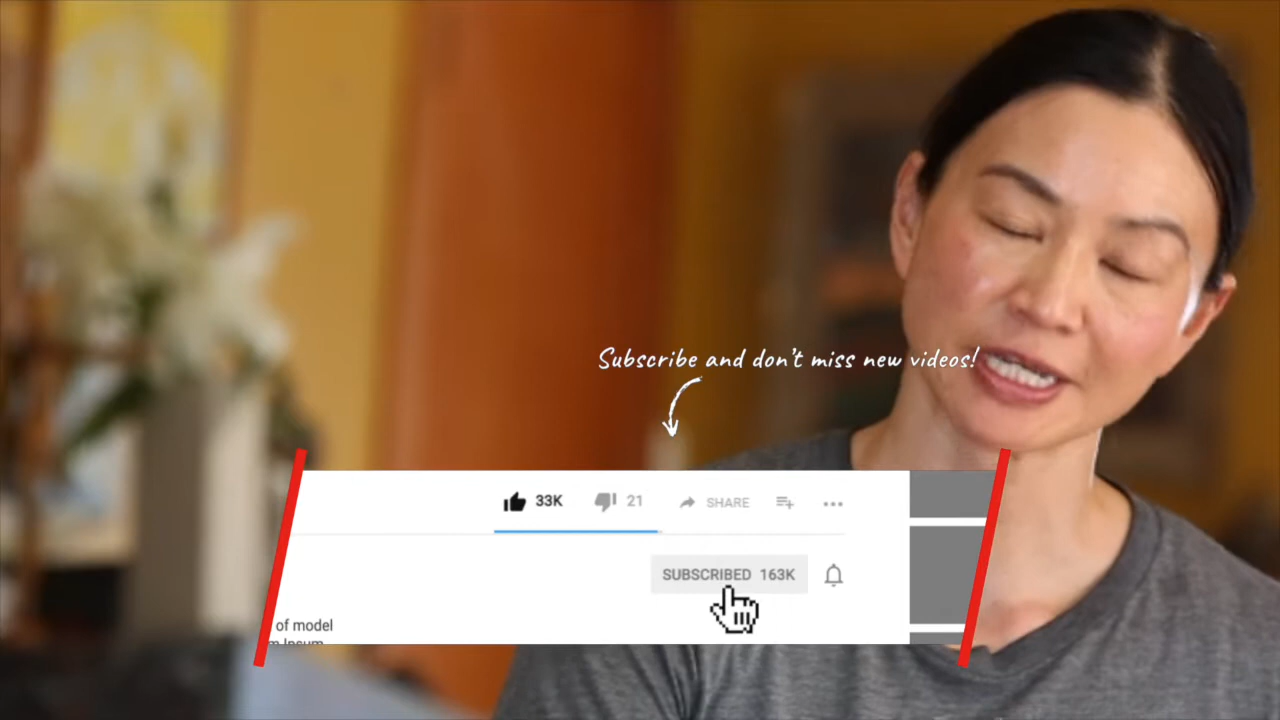 Subscribe and don't miss new videos!
33K 21 SHARE
SUBSCRIBED 163K
of model